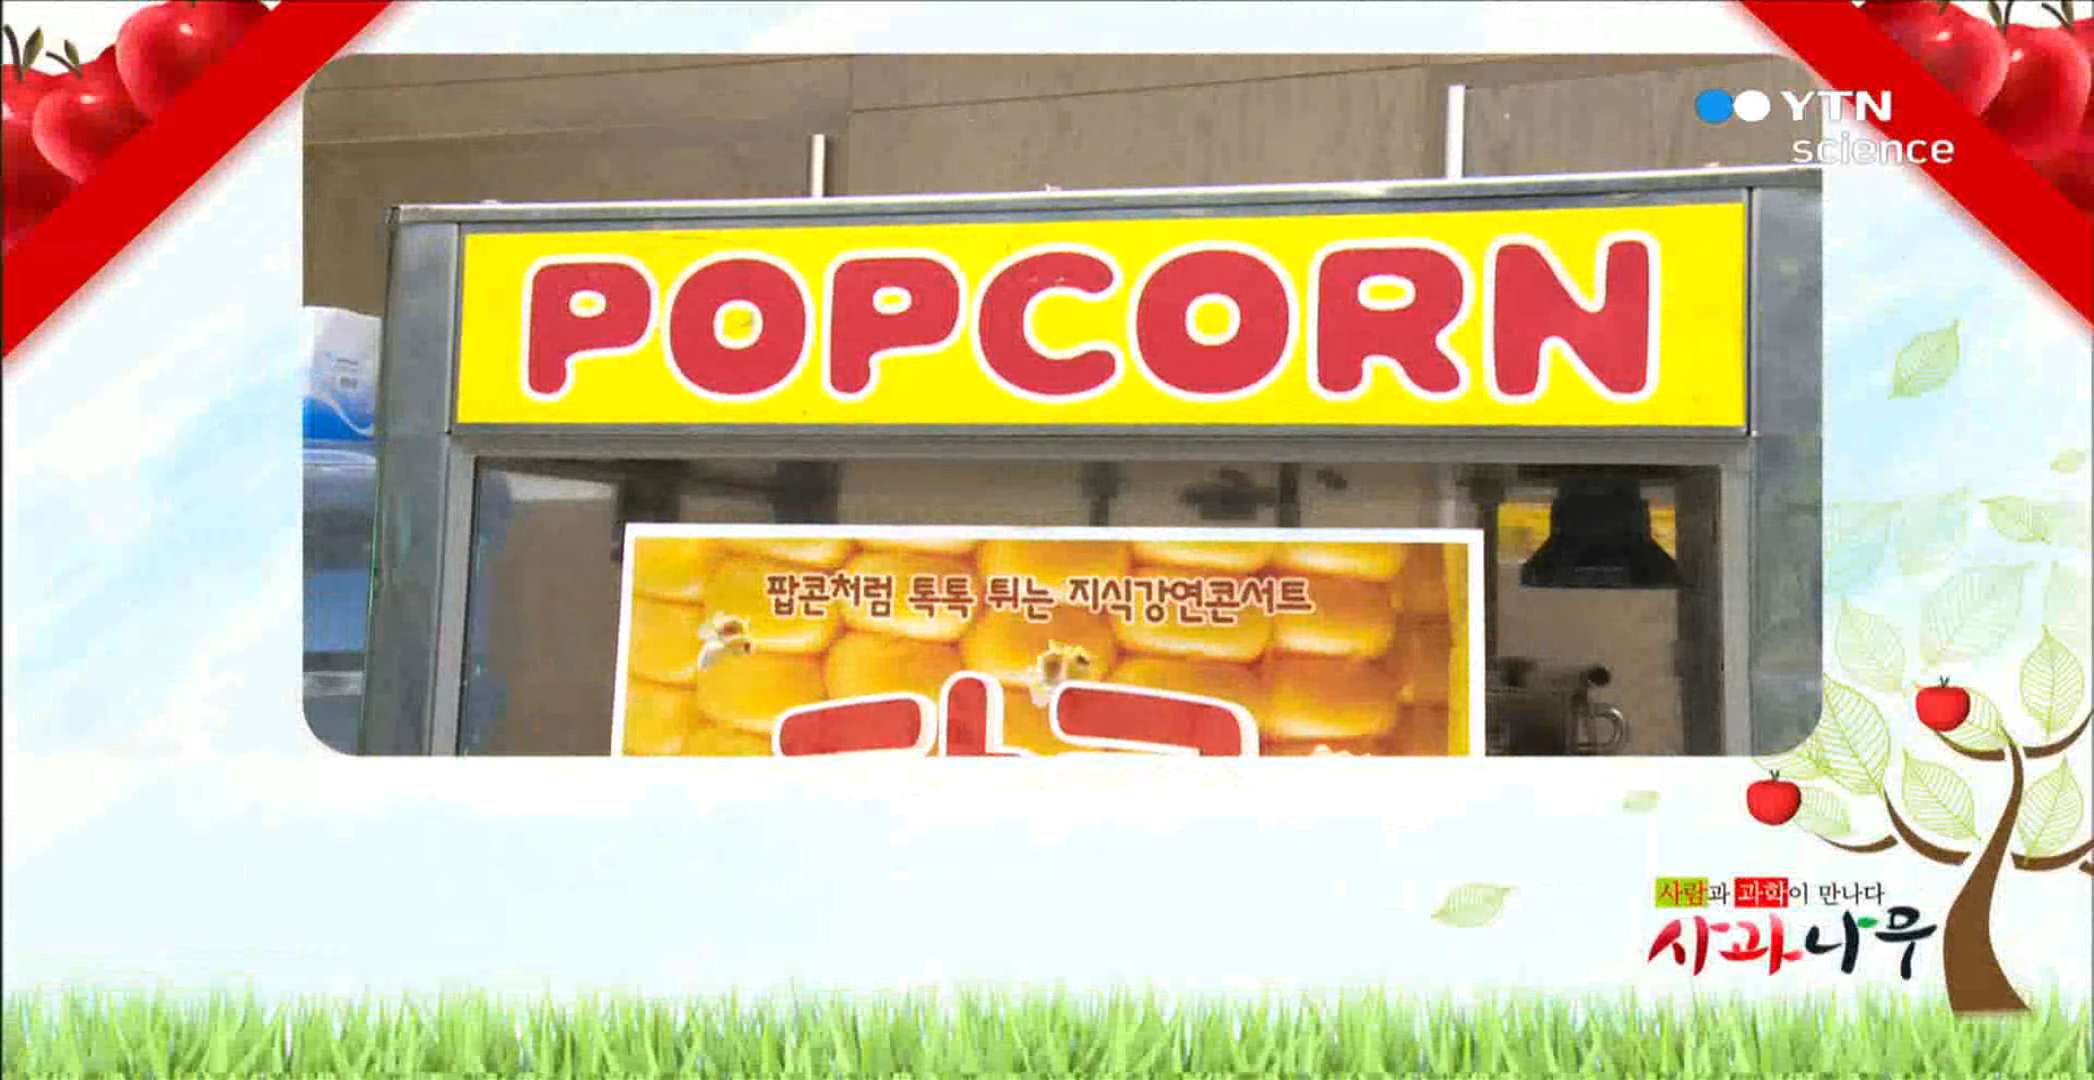 YTN
science
POPCORN
팝콘처럼 톡톡 튀는 지식강연콘서트
사람과 과학이 만나다
사과나무